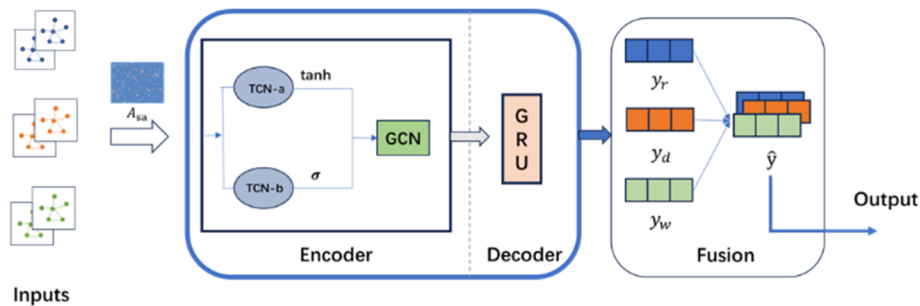 Inputs
A_sa
tanh
TCN-a
TCN-b
σ
GCN
Encoder
G
R
U
Decoder
y_r
y_d
y_w
ŷ
Fusion
Output